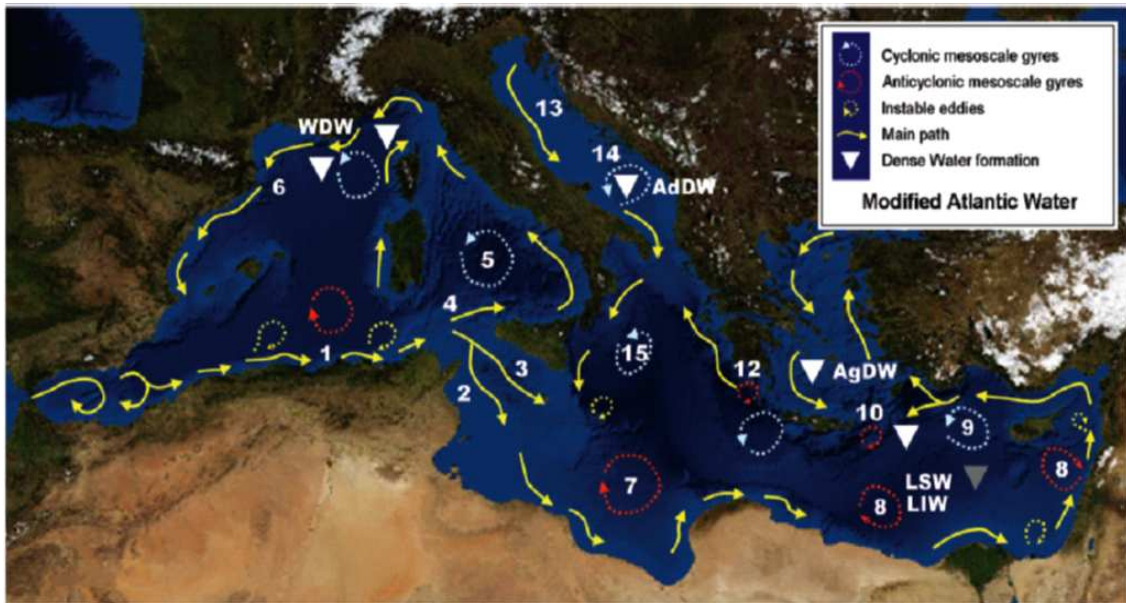 Cyclonic mesoscale gyres
Anticyclonic mesoscale gyres
Instable eddies
Main path
Dense Water formation
Modified Atlantic Water
13
WDW
14
AdDW
6
5
4
1
3
2
15
12
AgDW
10
9
8
LSW
LIW
7
8